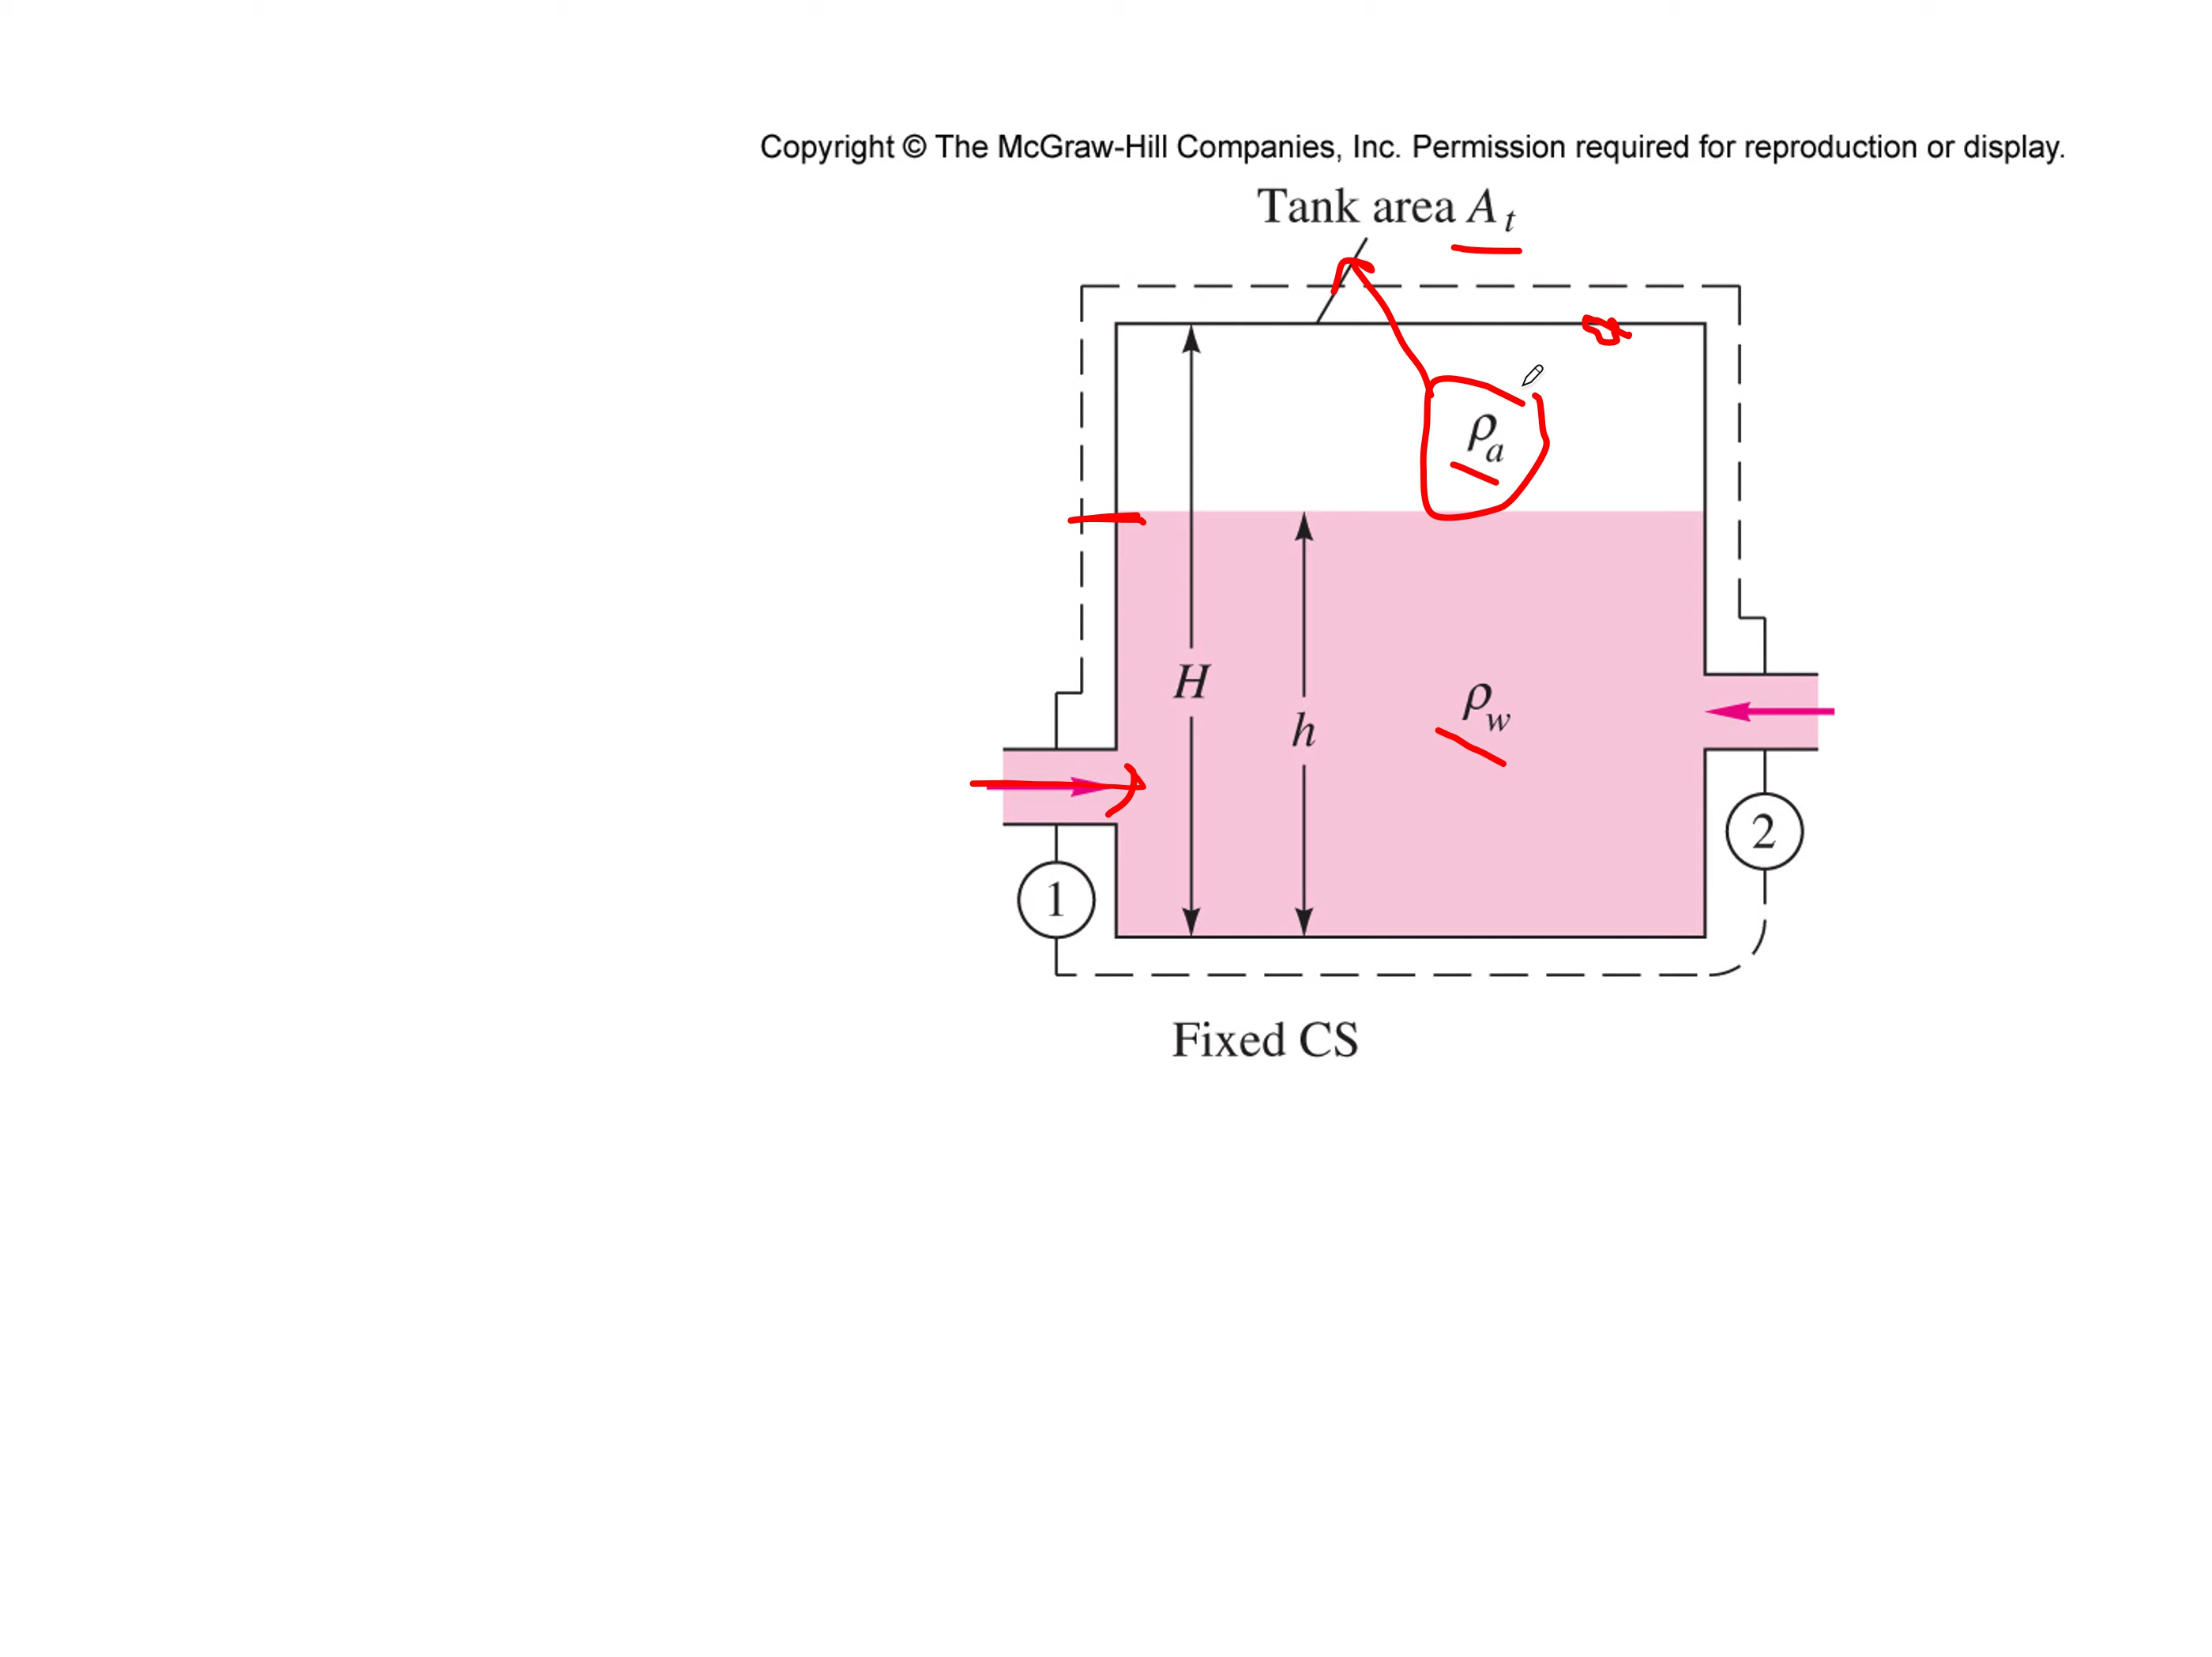 Copyright © The McGraw-Hill Companies, Inc. Permission required for reproduction or display.
Tank area A_t
ρ_a
H
h
ρ_w
1
2
Fixed CS